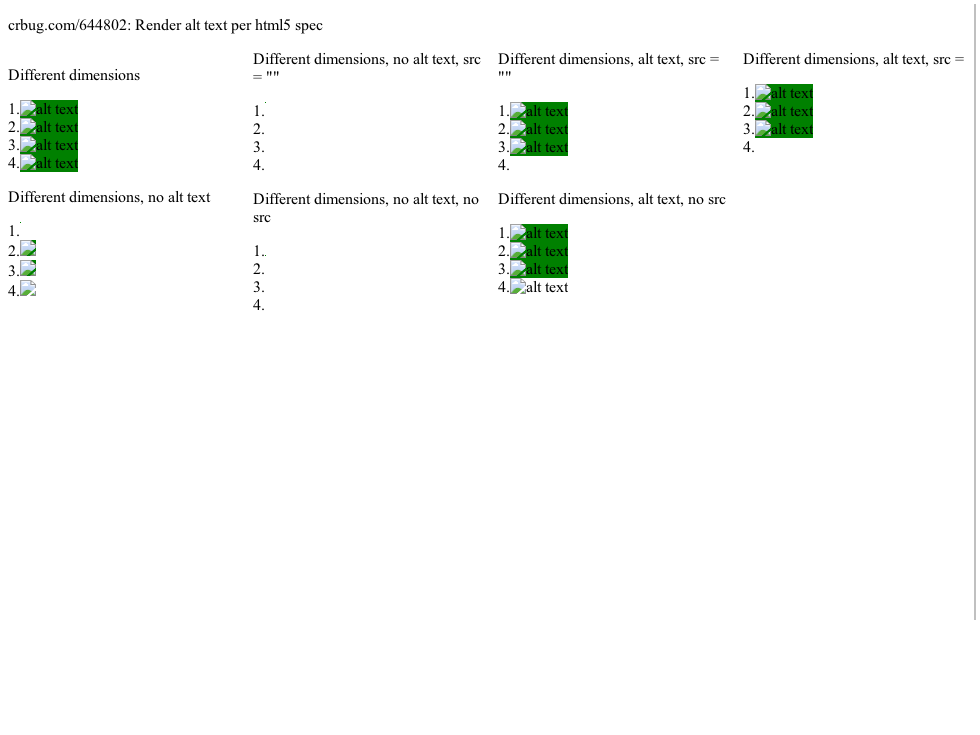 crbug.com/644802: Render alt text per html5 spec
Different dimensions
1.alt text
2.alt text
3.alt text
4.alt text
Different dimensions, no alt text, src
= ""
1.
2.
3.
4.
Different dimensions, alt text, src =
""
1.alt text
2.alt text
3.alt text
4.
Different dimensions, alt text, src =
1.alt text
2.alt text
3.alt text
4.
Different dimensions, no alt text
1.
2.
3.
4.
Different dimensions, no alt text, no
src
1.
2.
3.
4.
Different dimensions, alt text, no src
1.alt text
2.alt text
3.alt text
4.alt text